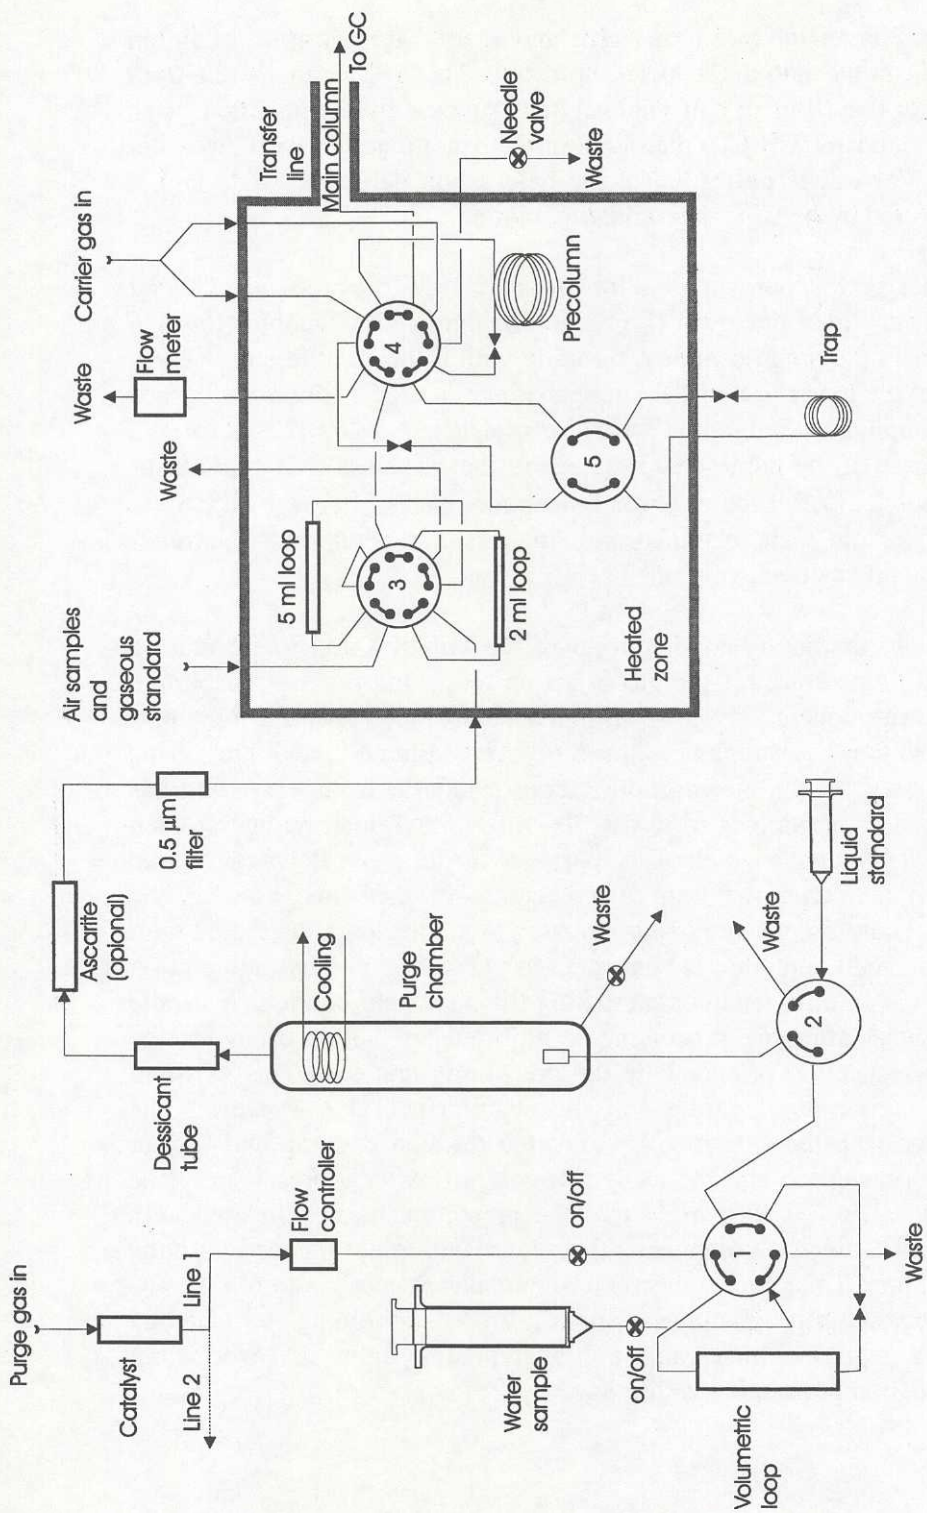 Purge gas in
Catalyst
Line 2
Line 1
Flow
controller
on/off
Water
sample
on/off
Volumetric
loop
1
Waste
Dessicant
tube
Ascarite
(optional)
0.5 µm
filter
Cooling
Purge
chamber
Waste
2
Waste
Liquid
standard
Air samples
and
gaseous
standard
Waste
Waste
Flow
meter
Carrier gas in
5 ml loop
3
2 ml loop
4
5
Heated
zone
Precolumn
Trap
Transfer
line
Main column
To GC
Needle
valve
Waste